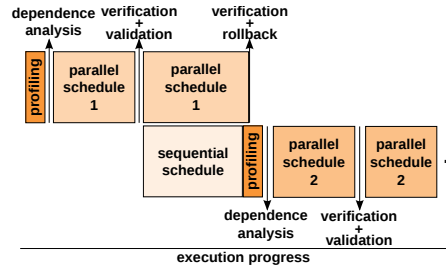 dependence
analysis
verification
+
validation
verification
+
rollback
profiling
parallel
schedule
1
parallel
schedule
1
sequential
schedule
profiling
parallel
schedule
2
parallel
schedule
2
dependence
analysis
verification
+
validation
execution progress